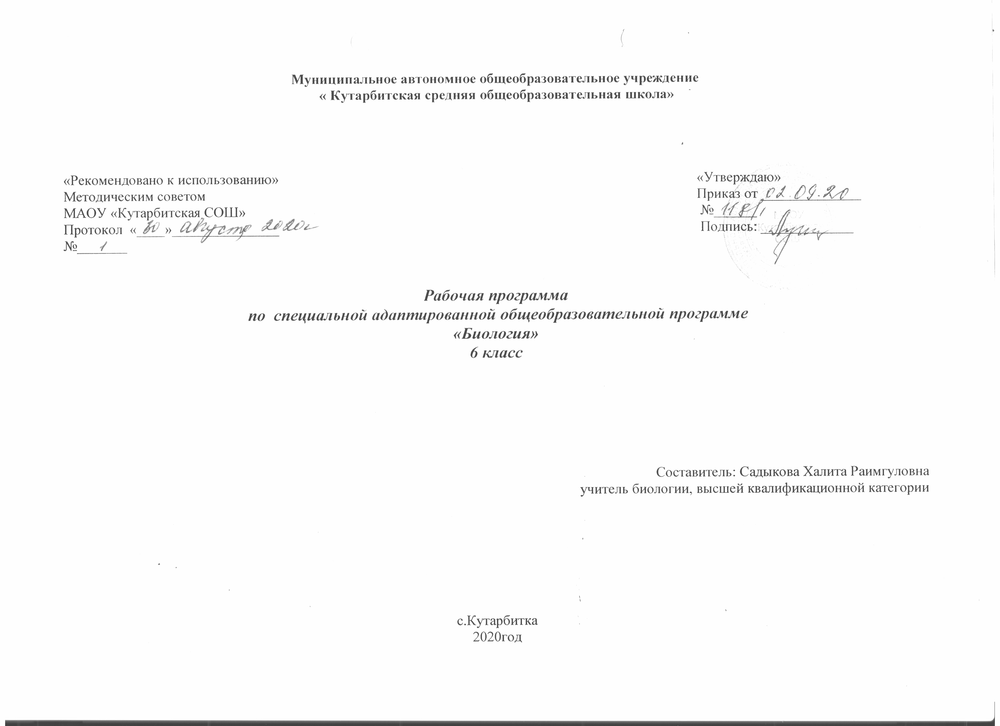 Муниципальное автономное общеобразовательное учреждение
« Кутарбитская средняя общеобразовательная школа»
«Рекомендовано к использованию»
Методическим советом
МАОУ «Кутарбитская СОШ»
Протокол «30» августа 2020г
№ 1
«Утверждаю»
Приказ от 02.09.20
№ 118/1
Подпись:
Рабочая программа
по специальной адаптированной общеобразовательной программе
«Биология»
6 класс
Составитель: Садыкова Халита Раимгуловна
учитель биологии, высшей квалификационной категории
с.Кутарбитка
2020год